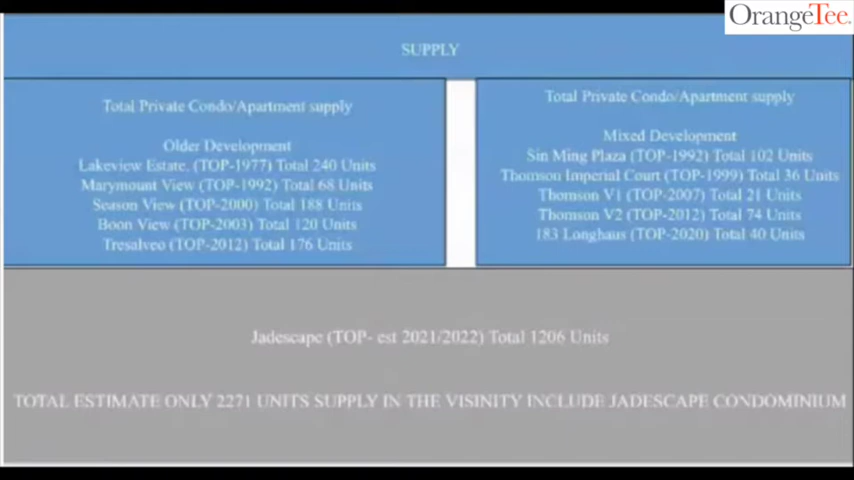 OrangeTee.
SUPPLY
Total Private Condo/Apartment supply
Older Development
Lakeview Estate. (TOP-1977) Total 240 Units
Marymount View (TOP-1992) Total 68 Units
Season View (TOP-2000) Total 188 Units
Boon View (TOP-2003) Total 120 Units
Tresalveo (TOP-2012) Total 176 Units
Total Private Condo/Apartment supply
Mixed Development
Sin Ming Plaza (TOP-1992) Total 102 Units
Thomson Imperial Court (TOP-1999) Total 36 Units
Thomson V1 (TOP-2007) Total 21 Units
Thomson V2 (TOP-2012) Total 74 Units
183 Longhaus (TOP-2020) Total 40 Units
Jadescape (TOP- est 2021/2022) Total 1206 Units
TOTAL ESTIMATE ONLY 2271 UNITS SUPPLY IN THE VISINITY INCLUDE JADESCAPE CONDOMINIUM